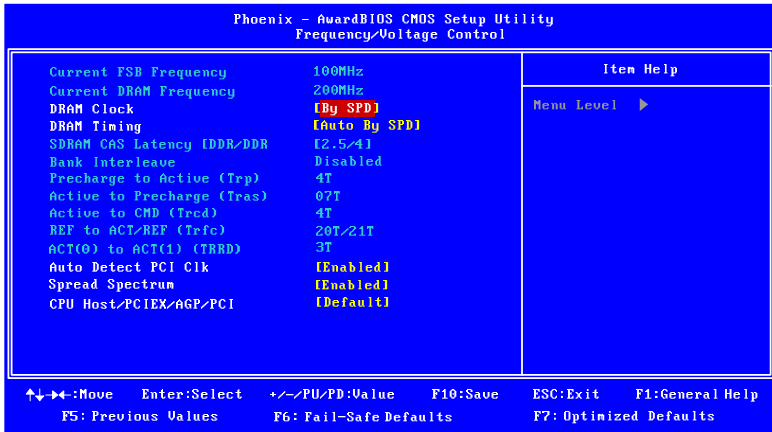 Phoenix - AwardBIOS CMOS Setup Utility
Frequency/Voltage Control
Current FSB Frequency 100MHz
Current DRAM Frequency 200MHz
DRAM Clock [By SPD]
DRAM Timing [Auto By SPD]
SDRAM CAS Latency [DDR/DDR [2.5/4]
Bank Interleave Disabled
Precharge to Active (Trp) 4T
Active to Precharge (Tras) 07T
Active to CMD (Trcd) 4T
REF to ACT/REF (Trfc) 20T/21T
ACT(0) to ACT(1) (TRRD) 3T
Auto Detect PCI Clk [Enabled]
Spread Spectrum [Enabled]
CPU Host/PCIEX/AGP/PCI [Default]
Item Help
Menu Level ▶
↑↓→←:Move Enter:Select +/-/PU/PD:Value F10:Save ESC:Exit F1:General Help
F5: Previous Values F6: Fail-Safe Defaults F7: Optimized Defaults